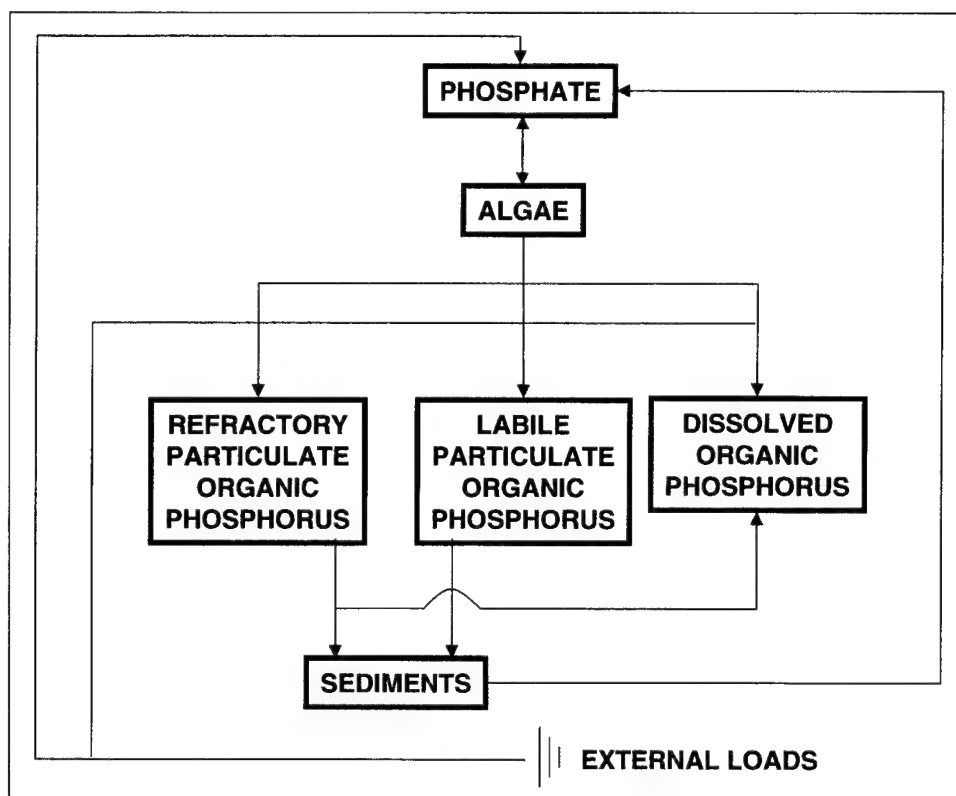 PHOSPHATE
ALGAE
REFRACTORY
PARTICULATE
ORGANIC
PHOSPHORUS
LABILE
PARTICULATE
ORGANIC
PHOSPHORUS
DISSOLVED
ORGANIC
PHOSPHORUS
SEDIMENTS
EXTERNAL LOADS